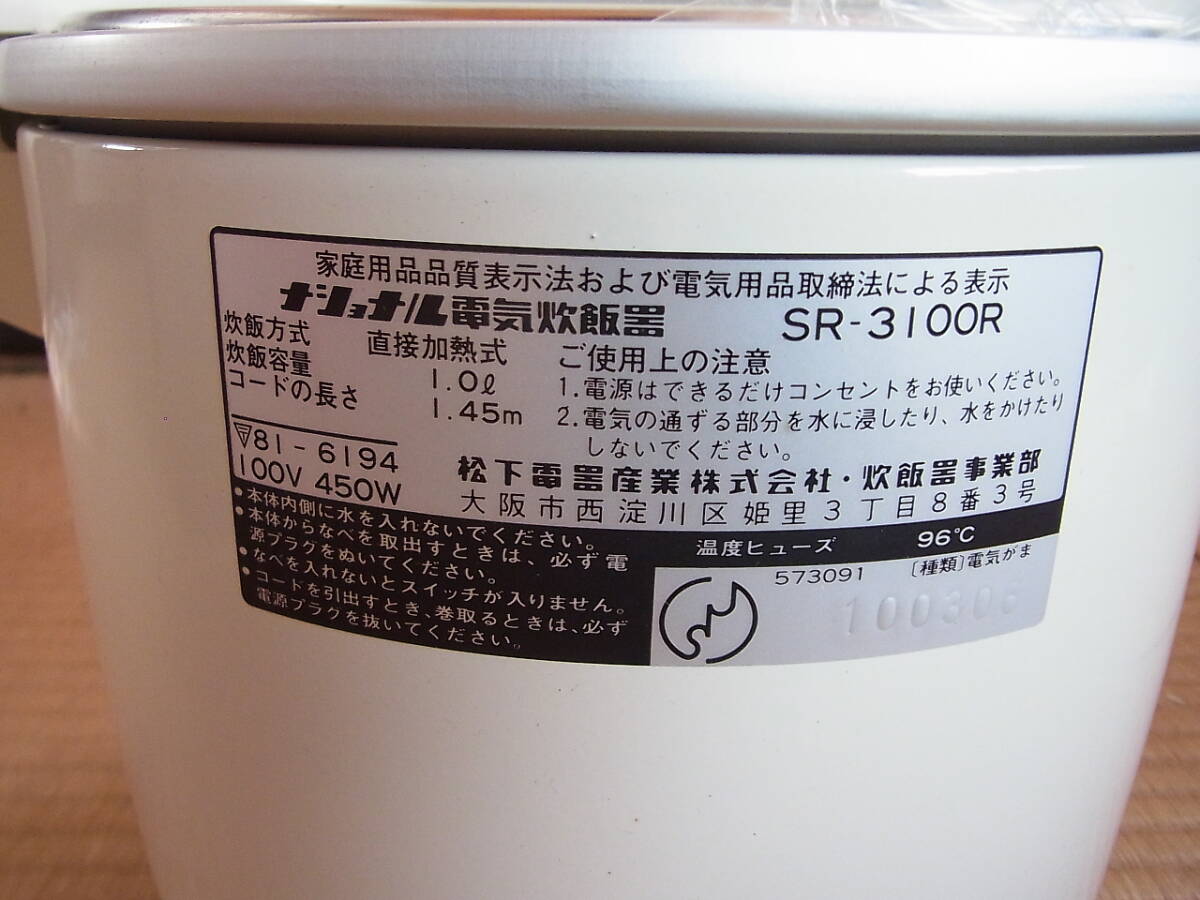 家庭用品品質表示法および電気用品取締法による表示
ナショナル電気炊飯器 SR-3100R
炊飯方式 直接加熱式
炊飯容量 1.0ℓ
コードの長さ 1.45m
ご使用上の注意
1.電源はできるだけコンセントをお使いください。
2.電気の通ずる部分を水に浸したり、水をかけたり
しないでください。
▽81-6194
100V 450W
松下電器産業株式会社・炊飯器事業部
大阪市西淀川区姫里3丁目8番3号
•本体内側に水を入れないでください。
•本体からなべを取出すときは、必ず電
源プラグをぬいてください。
•なべを入れないとスイッチが入りません。
•コードを引出すとき、巻取るときは、必ず
電源プラグを抜いてください。
温度ヒューズ 96℃
573091 〔種類〕電気がま
100306